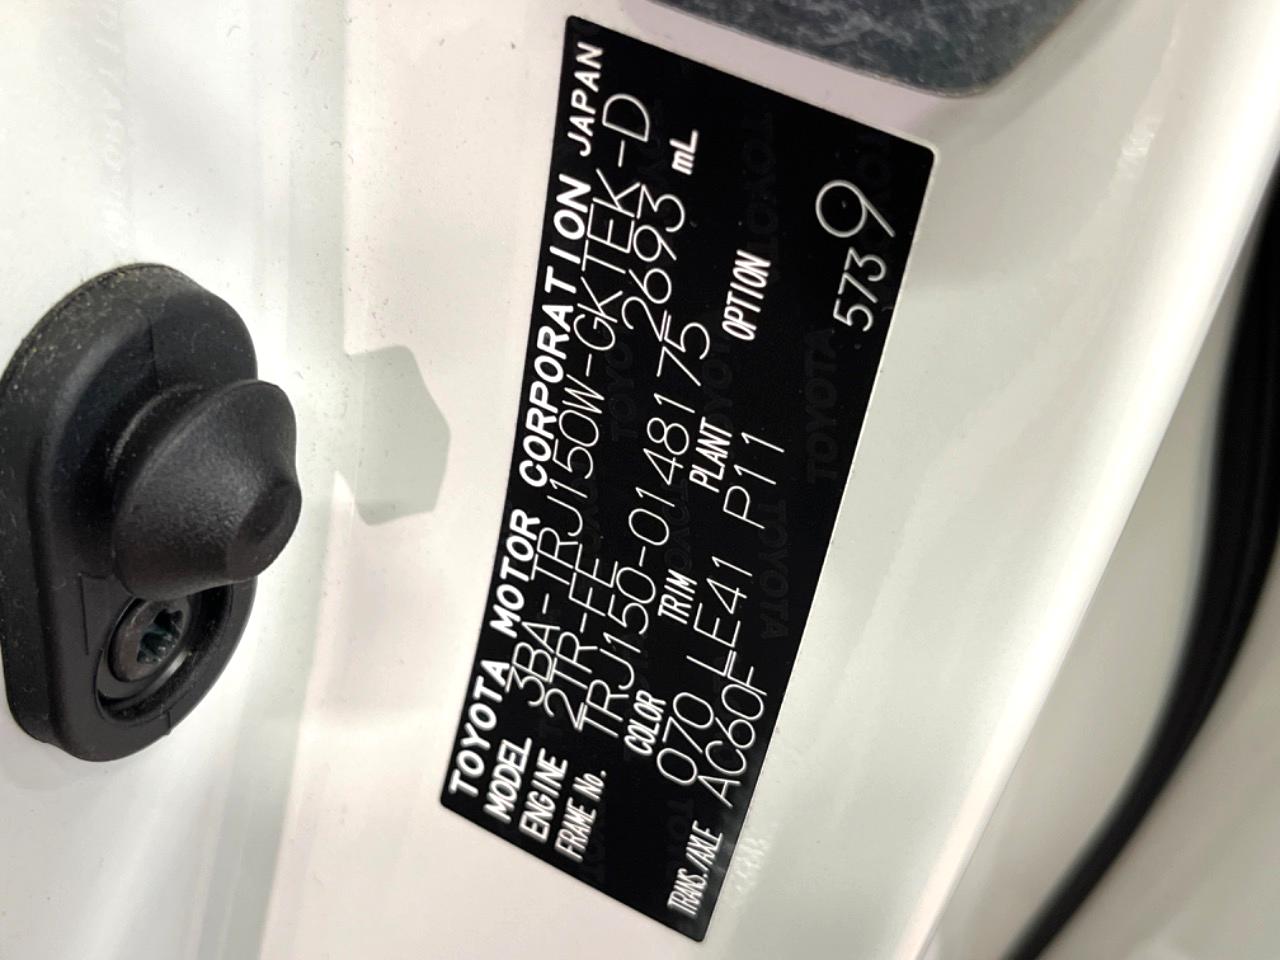 TOYOTA MOTOR CORPORATION JAPAN
MODEL 3BA-TRJ150W-GKTEK-D
ENGINE 2TR-FE 2693 mL
FRAME No. TRJ150-0148175
COLOR TRIM PLANT OPTION
070 LE41 P11
TRANS./AXLE AC60F
5739